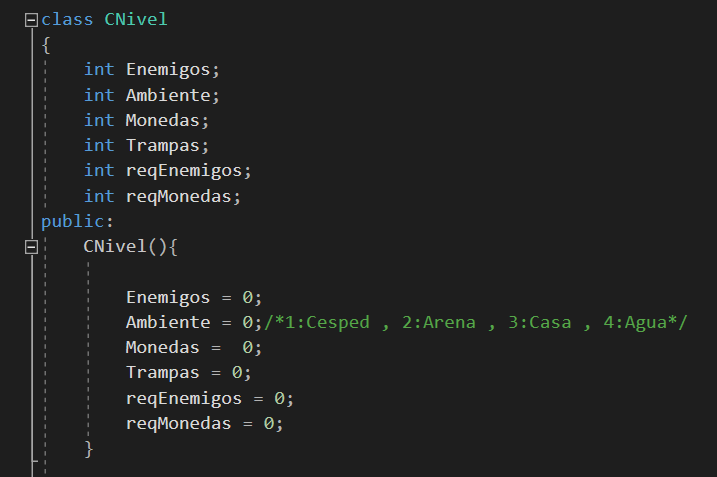 class CNivel
{
int Enemigos;
int Ambiente;
int Monedas;
int Trampas;
int reqEnemigos;
int reqMonedas;
public:
CNivel(){
Enemigos = 0;
Ambiente = 0;/*1:Cesped , 2:Arena , 3:Casa , 4:Agua*/
Monedas =  0;
Trampas = 0;
reqEnemigos = 0;
reqMonedas = 0;
}